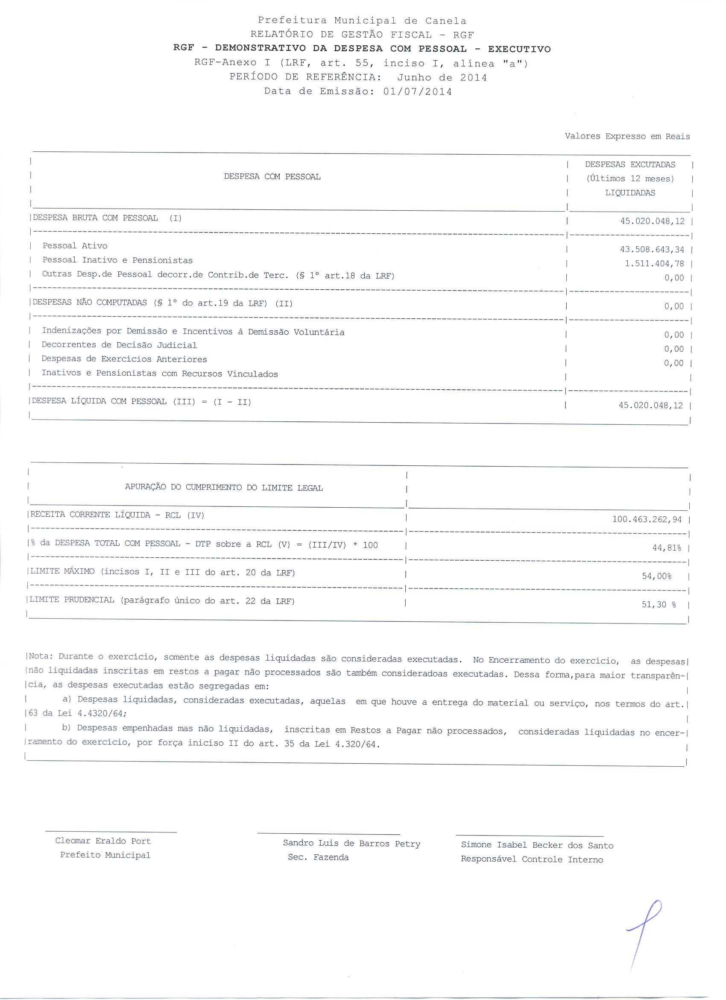 Prefeitura Municipal de Canela
RELATÓRIO DE GESTÃO FISCAL - RGF
RGF - DEMONSTRATIVO DA DESPESA COM PESSOAL - EXECUTIVO
RGF-Anexo I (LRF, art. 55, inciso I, alínea "a")
PERÍODO DE REFERÊNCIA: Junho de 2014
Data de Emissão: 01/07/2014
Valores Expresso em Reais
DESPESA COM PESSOAL
DESPESAS EXCUTADAS
(Últimos 12 meses)
LIQUIDADAS
DESPESA BRUTA COM PESSOAL (I) 45.020.048,12
Pessoal Ativo 43.508.643,34
Pessoal Inativo e Pensionistas 1.511.404,78
Outras Desp.de Pessoal decorr.de Contrib.de Terc. (§ 1º art.18 da LRF) 0,00
DESPESAS NÃO COMPUTADAS (§ 1º do art.19 da LRF) (II) 0,00
Indenizações por Demissão e Incentivos à Demissão Voluntária 0,00
Decorrentes de Decisão Judicial 0,00
Despesas de Exercícios Anteriores 0,00
Inativos e Pensionistas com Recursos Vinculados
DESPESA LÍQUIDA COM PESSOAL (III) = (I - II) 45.020.048,12
APURAÇÃO DO CUMPRIMENTO DO LIMITE LEGAL
RECEITA CORRENTE LÍQUIDA - RCL (IV) 100.463.262,94
% da DESPESA TOTAL COM PESSOAL - DTP sobre a RCL (V) = (III/IV) * 100 44,81%
LIMITE MÁXIMO (incisos I, II e III do art. 20 da LRF) 54,00%
LIMITE PRUDENCIAL (parágrafo único do art. 22 da LRF) 51,30 %
Nota: Durante o exercício, somente as despesas liquidadas são consideradas executadas. No Encerramento do exercício, as despesas
não liquidadas inscritas em restos a pagar não processados são também consideradoas executadas. Dessa forma,para maior transparên-
cia, as despesas executadas estão segregadas em:
a) Despesas liquidadas, consideradas executadas, aquelas em que houve a entrega do material ou serviço, nos termos do art.
63 da Lei 4.4320/64;
b) Despesas empenhadas mas não liquidadas, inscritas em Restos a Pagar não processados, consideradas liquidadas no encer-
ramento do exercício, por força iniciso II do art. 35 da Lei 4.320/64.
Cleomar Eraldo Port
Prefeito Municipal
Sandro Luis de Barros Petry
Sec. Fazenda
Simone Isabel Becker dos Santo
Responsável Controle Interno